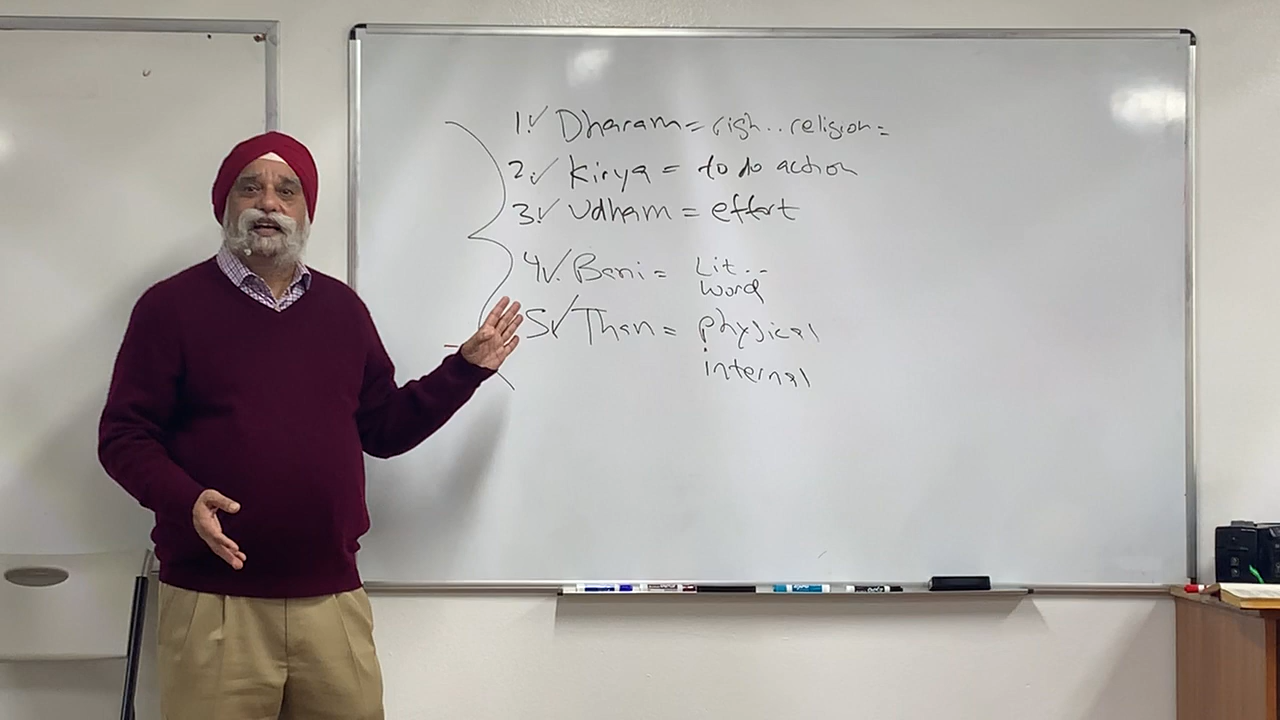 1.✓ Dharam = righ.. religion =
2.✓ Kirya = to do action
3.✓ Udham = effort
4✓. Bani = Lit..
word
5✓ Than = physical
internal